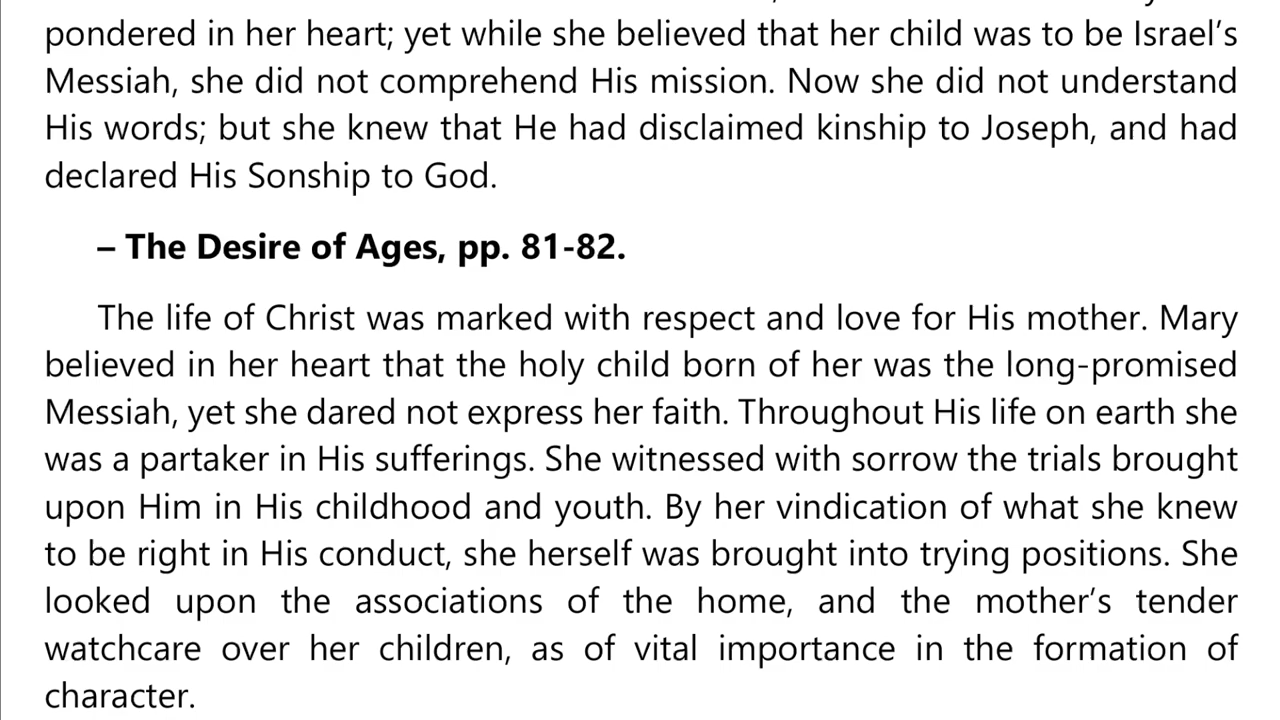 pondered in her heart; yet while she believed that her child was to be Israel’s
Messiah, she did not comprehend His mission. Now she did not understand
His words; but she knew that He had disclaimed kinship to Joseph, and had
declared His Sonship to God.
– The Desire of Ages, pp. 81-82.
The life of Christ was marked with respect and love for His mother. Mary
believed in her heart that the holy child born of her was the long-promised
Messiah, yet she dared not express her faith. Throughout His life on earth she
was a partaker in His sufferings. She witnessed with sorrow the trials brought
upon Him in His childhood and youth. By her vindication of what she knew
to be right in His conduct, she herself was brought into trying positions. She
looked upon the associations of the home, and the mother’s tender
watchcare over her children, as of vital importance in the formation of
character.